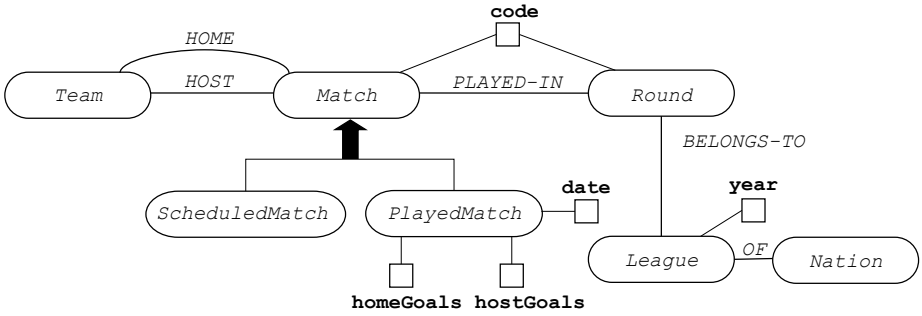 code
HOME
HOST
PLAYED-IN
Team
Match
Round
BELONGS-TO
date
year
ScheduledMatch
PlayedMatch
League
OF
Nation
homeGoals hostGoals